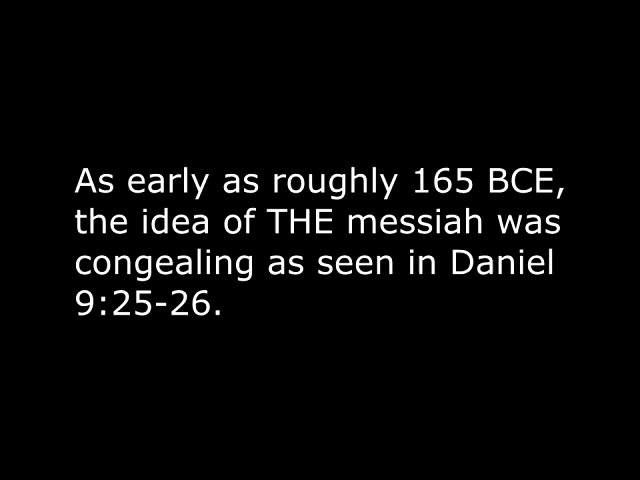 As early as roughly 165 BCE,
the idea of THE messiah was
congealing as seen in Daniel
9:25-26.